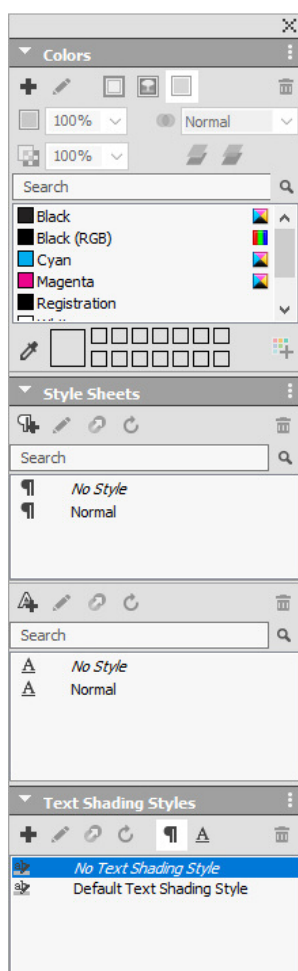 Colors
100% Normal
100%
Search
Black
Black (RGB)
Cyan
Magenta
Registration
Style Sheets
Search
No Style
Normal
Search
A No Style
A Normal
Text Shading Styles
A
No Text Shading Style
Default Text Shading Style